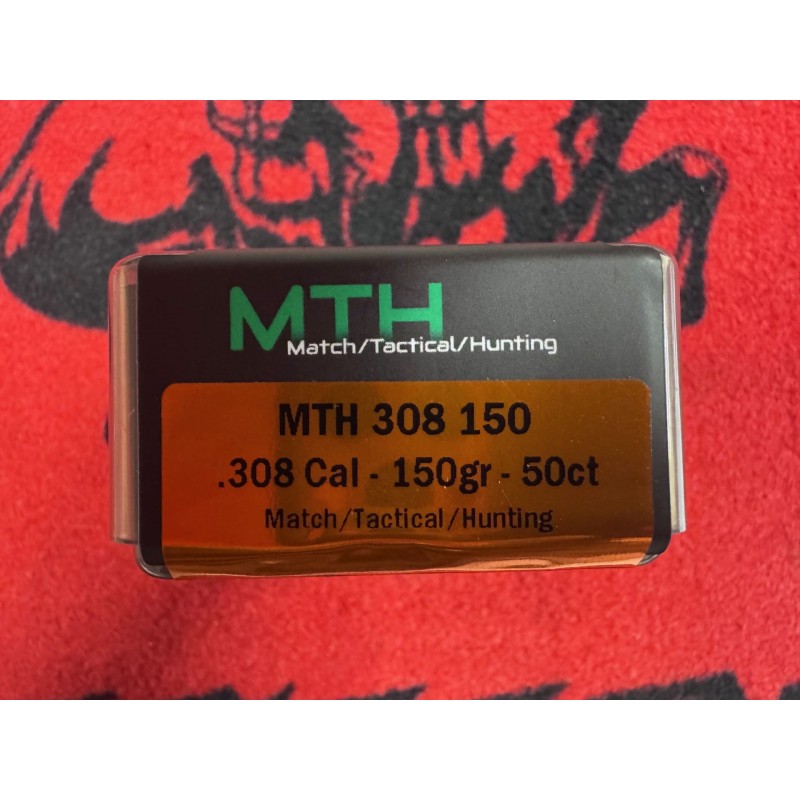 MTH
Match/Tactical/Hunting
MTH 308 150
.308 Cal - 150gr - 50ct
Match/Tactical/Hunting